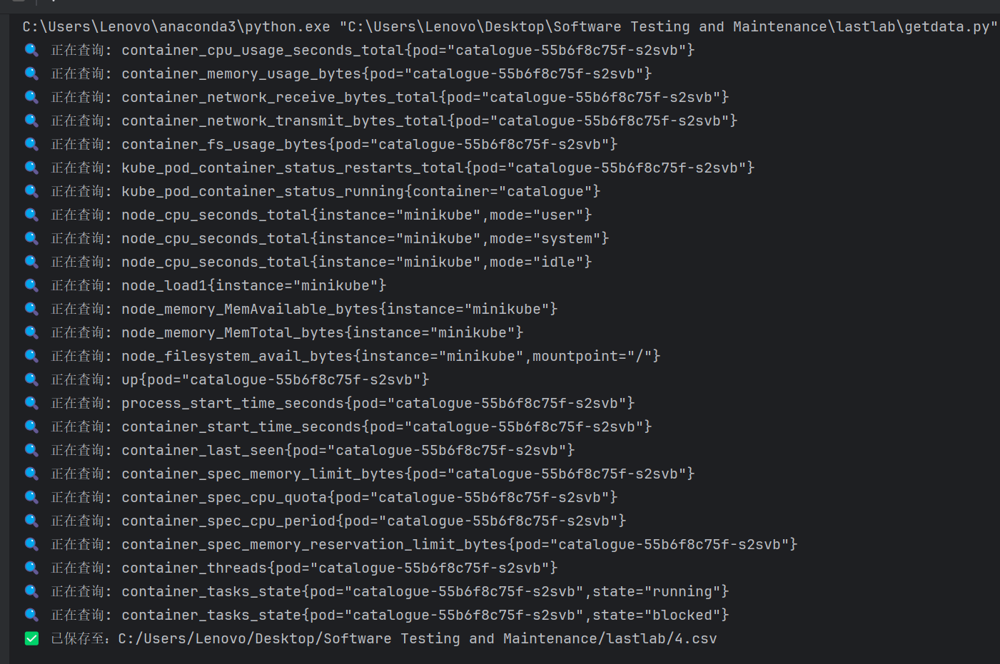 C:\Users\Lenovo\anaconda3\python.exe "C:\Users\Lenovo\Desktop\Software Testing and Maintenance\lastlab\getdata.py"
🔍 正在查询: container_cpu_usage_seconds_total{pod="catalogue-55b6f8c75f-s2svb"}
🔍 正在查询: container_memory_usage_bytes{pod="catalogue-55b6f8c75f-s2svb"}
🔍 正在查询: container_network_receive_bytes_total{pod="catalogue-55b6f8c75f-s2svb"}
🔍 正在查询: container_network_transmit_bytes_total{pod="catalogue-55b6f8c75f-s2svb"}
🔍 正在查询: container_fs_usage_bytes{pod="catalogue-55b6f8c75f-s2svb"}
🔍 正在查询: kube_pod_container_status_restarts_total{pod="catalogue-55b6f8c75f-s2svb"}
🔍 正在查询: kube_pod_container_status_running{container="catalogue"}
🔍 正在查询: node_cpu_seconds_total{instance="minikube",mode="user"}
🔍 正在查询: node_cpu_seconds_total{instance="minikube",mode="system"}
🔍 正在查询: node_cpu_seconds_total{instance="minikube",mode="idle"}
🔍 正在查询: node_load1{instance="minikube"}
🔍 正在查询: node_memory_MemAvailable_bytes{instance="minikube"}
🔍 正在查询: node_memory_MemTotal_bytes{instance="minikube"}
🔍 正在查询: node_filesystem_avail_bytes{instance="minikube",mountpoint="/"}
🔍 正在查询: up{pod="catalogue-55b6f8c75f-s2svb"}
🔍 正在查询: process_start_time_seconds{pod="catalogue-55b6f8c75f-s2svb"}
🔍 正在查询: container_start_time_seconds{pod="catalogue-55b6f8c75f-s2svb"}
🔍 正在查询: container_last_seen{pod="catalogue-55b6f8c75f-s2svb"}
🔍 正在查询: container_spec_memory_limit_bytes{pod="catalogue-55b6f8c75f-s2svb"}
🔍 正在查询: container_spec_cpu_quota{pod="catalogue-55b6f8c75f-s2svb"}
🔍 正在查询: container_spec_cpu_period{pod="catalogue-55b6f8c75f-s2svb"}
🔍 正在查询: container_spec_memory_reservation_limit_bytes{pod="catalogue-55b6f8c75f-s2svb"}
🔍 正在查询: container_threads{pod="catalogue-55b6f8c75f-s2svb"}
🔍 正在查询: container_tasks_state{pod="catalogue-55b6f8c75f-s2svb",state="running"}
🔍 正在查询: container_tasks_state{pod="catalogue-55b6f8c75f-s2svb",state="blocked"}
✅ 已保存至：C:/Users/Lenovo/Desktop/Software Testing and Maintenance/lastlab/4.csv